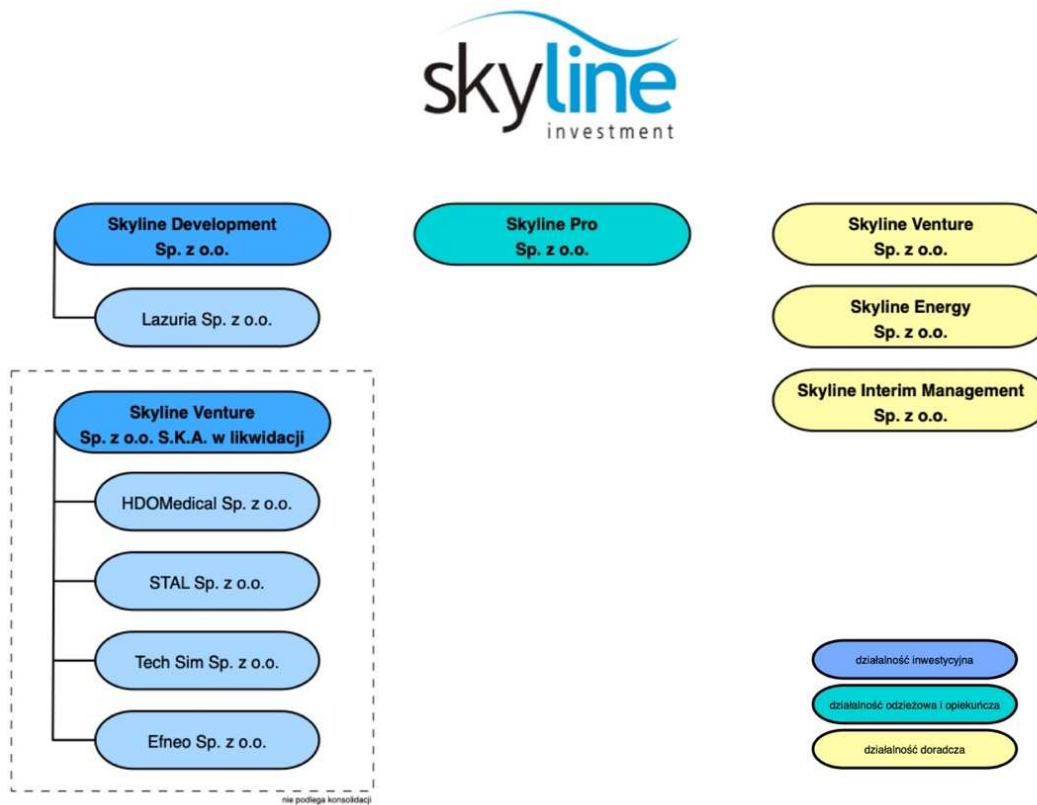 skyline
investment
Skyline Development
Sp. z o.o.
Lazuria Sp. z o.o.
Skyline Venture
Sp. z o.o. S.K.A. w likwidacji
HDOMedical Sp. z o.o.
STAL Sp. z o.o.
Tech Sim Sp. z o.o.
Efneo Sp. z o.o.
nie podlega konsolidacji
Skyline Pro
Sp. z o.o.
Skyline Venture
Sp. z o.o.
Skyline Energy
Sp. z o.o.
Skyline Interim Management
Sp. z o.o.
działalność inwestycyjna
działalność odzieżowa i opiekuńcza
działalność doradcza